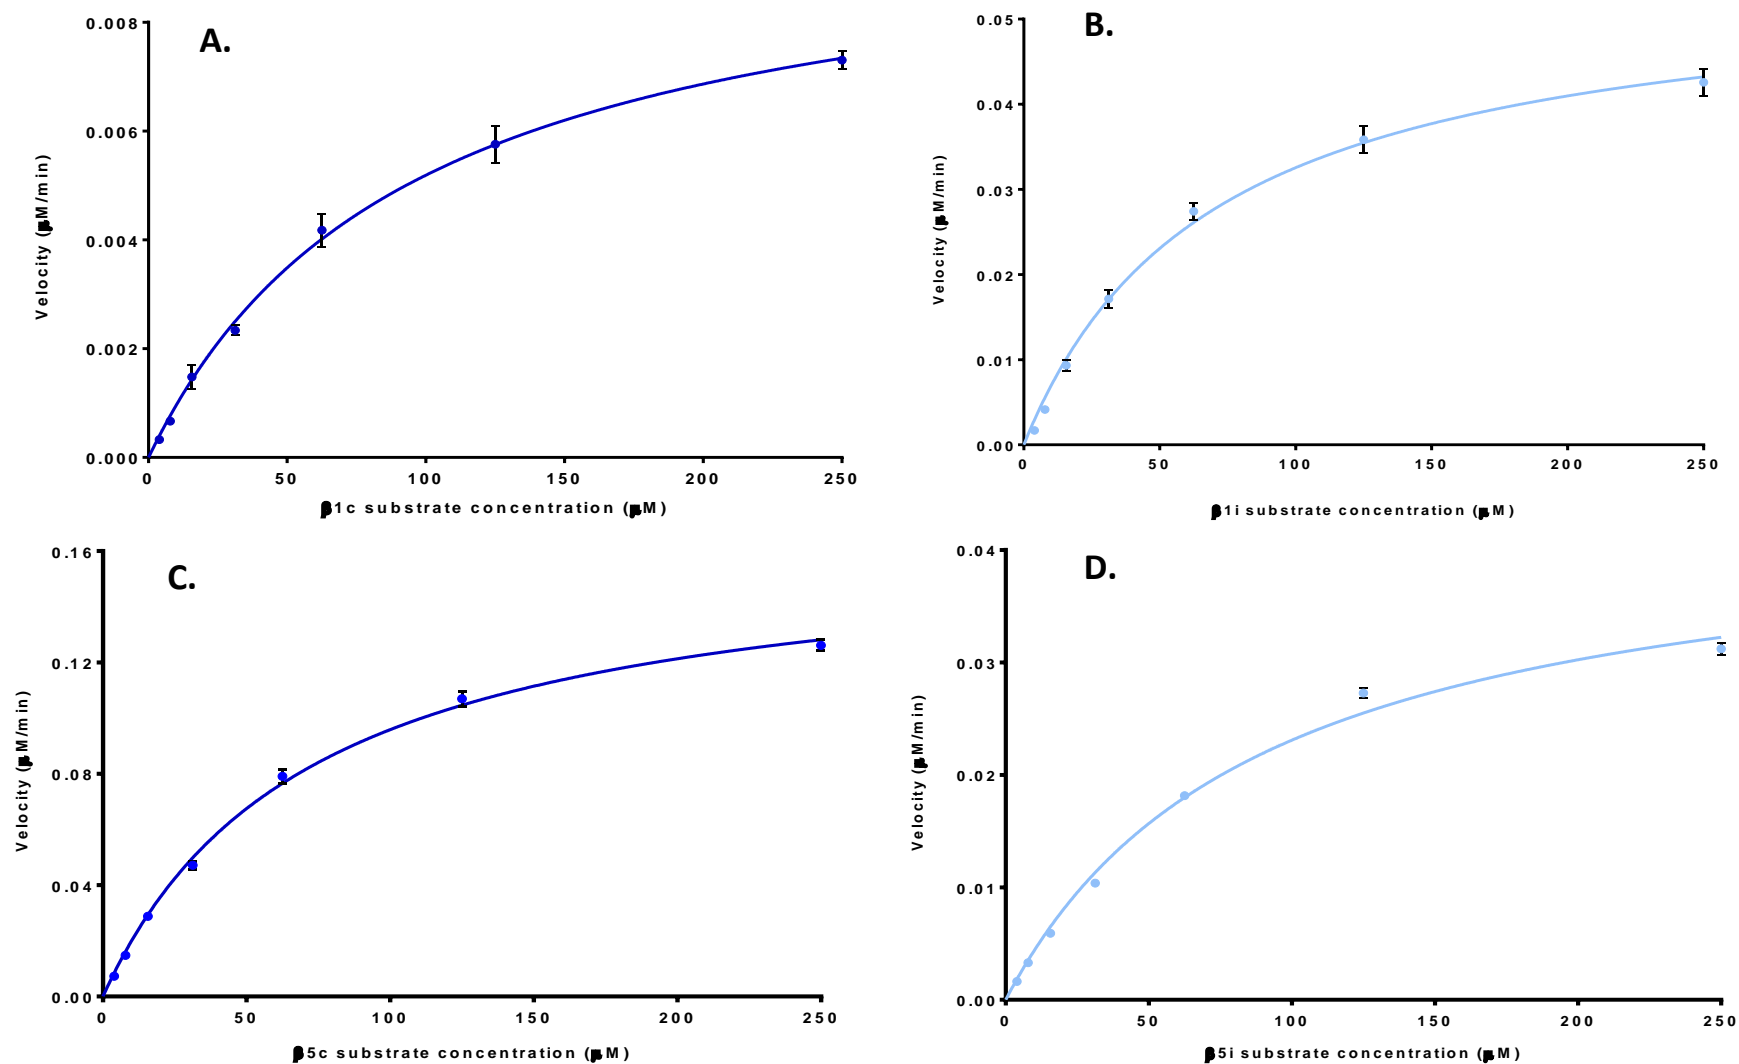 A.
0.008
0.006
0.004
0.002
0.000
Velocity (μM/min)
0 50 100 150 200 250
β1c substrate concentration (μM)
B.
0.05
0.04
0.03
0.02
0.01
0.00
Velocity (μM/min)
0 50 100 150 200 250
β1i substrate concentration (μM)
C.
0.16
0.12
0.08
0.04
0.00
Velocity (μM/min)
0 50 100 150 200 250
β5c substrate concentration (μM)
D.
0.04
0.03
0.02
0.01
0.00
Velocity (μM/min)
0 50 100 150 200 250
β5i substrate concentration (μM)